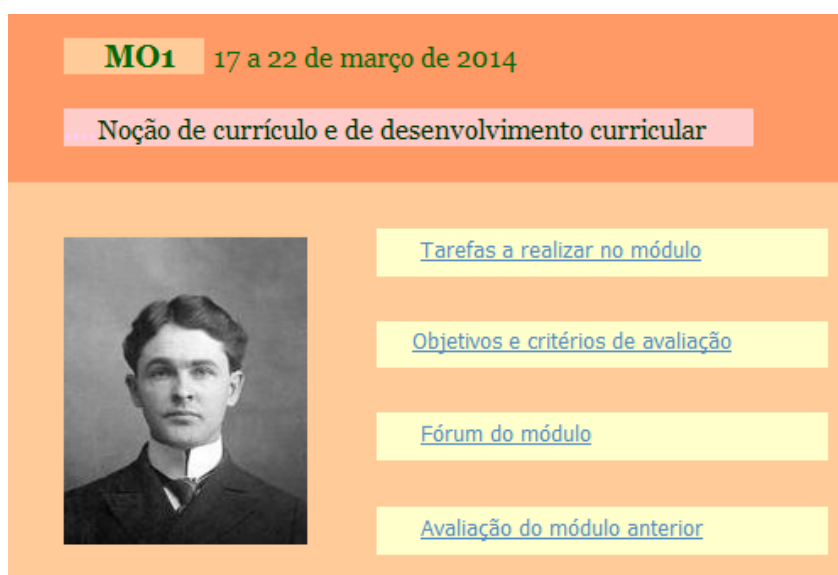 MO1 17 a 22 de março de 2014
Noção de currículo e de desenvolvimento curricular
Tarefas a realizar no módulo
Objetivos e critérios de avaliação
Fórum do módulo
Avaliação do módulo anterior